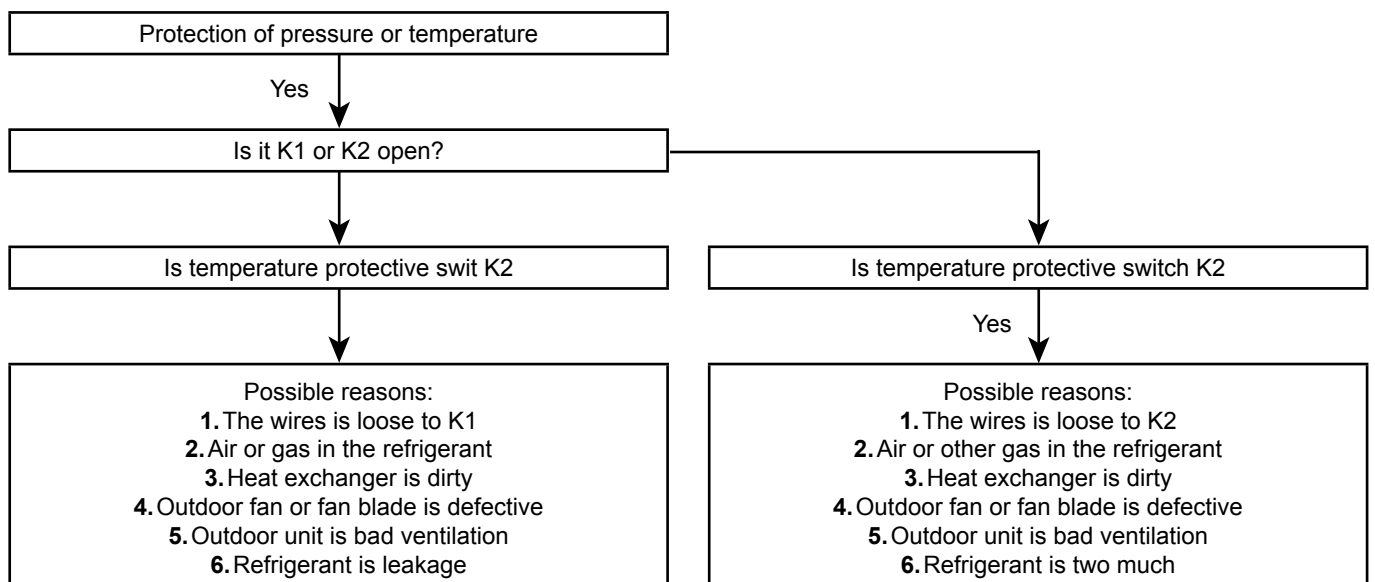 Protection of pressure or temperature
Yes
Is it K1 or K2 open?
Is temperature protective swit K2
Is temperature protective switch K2
Yes
Possible reasons:
1. The wires is loose to K1
2. Air or gas in the refrigerant
3. Heat exchanger is dirty
4. Outdoor fan or fan blade is defective
5. Outdoor unit is bad ventilation
6. Refrigerant is leakage
Possible reasons:
1. The wires is loose to K2
2. Air or other gas in the refrigerant
3. Heat exchanger is dirty
4. Outdoor fan or fan blade is defective
5. Outdoor unit is bad ventilation
6. Refrigerant is two much